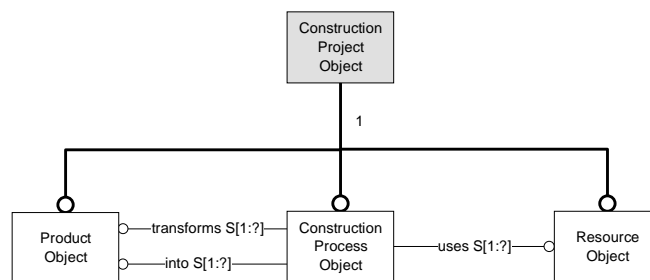 Construction
Project
Object
1
Product
Object
transforms S[1:?]
into S[1:?]
Construction
Process
Object
uses S[1:?]
Resource
Object